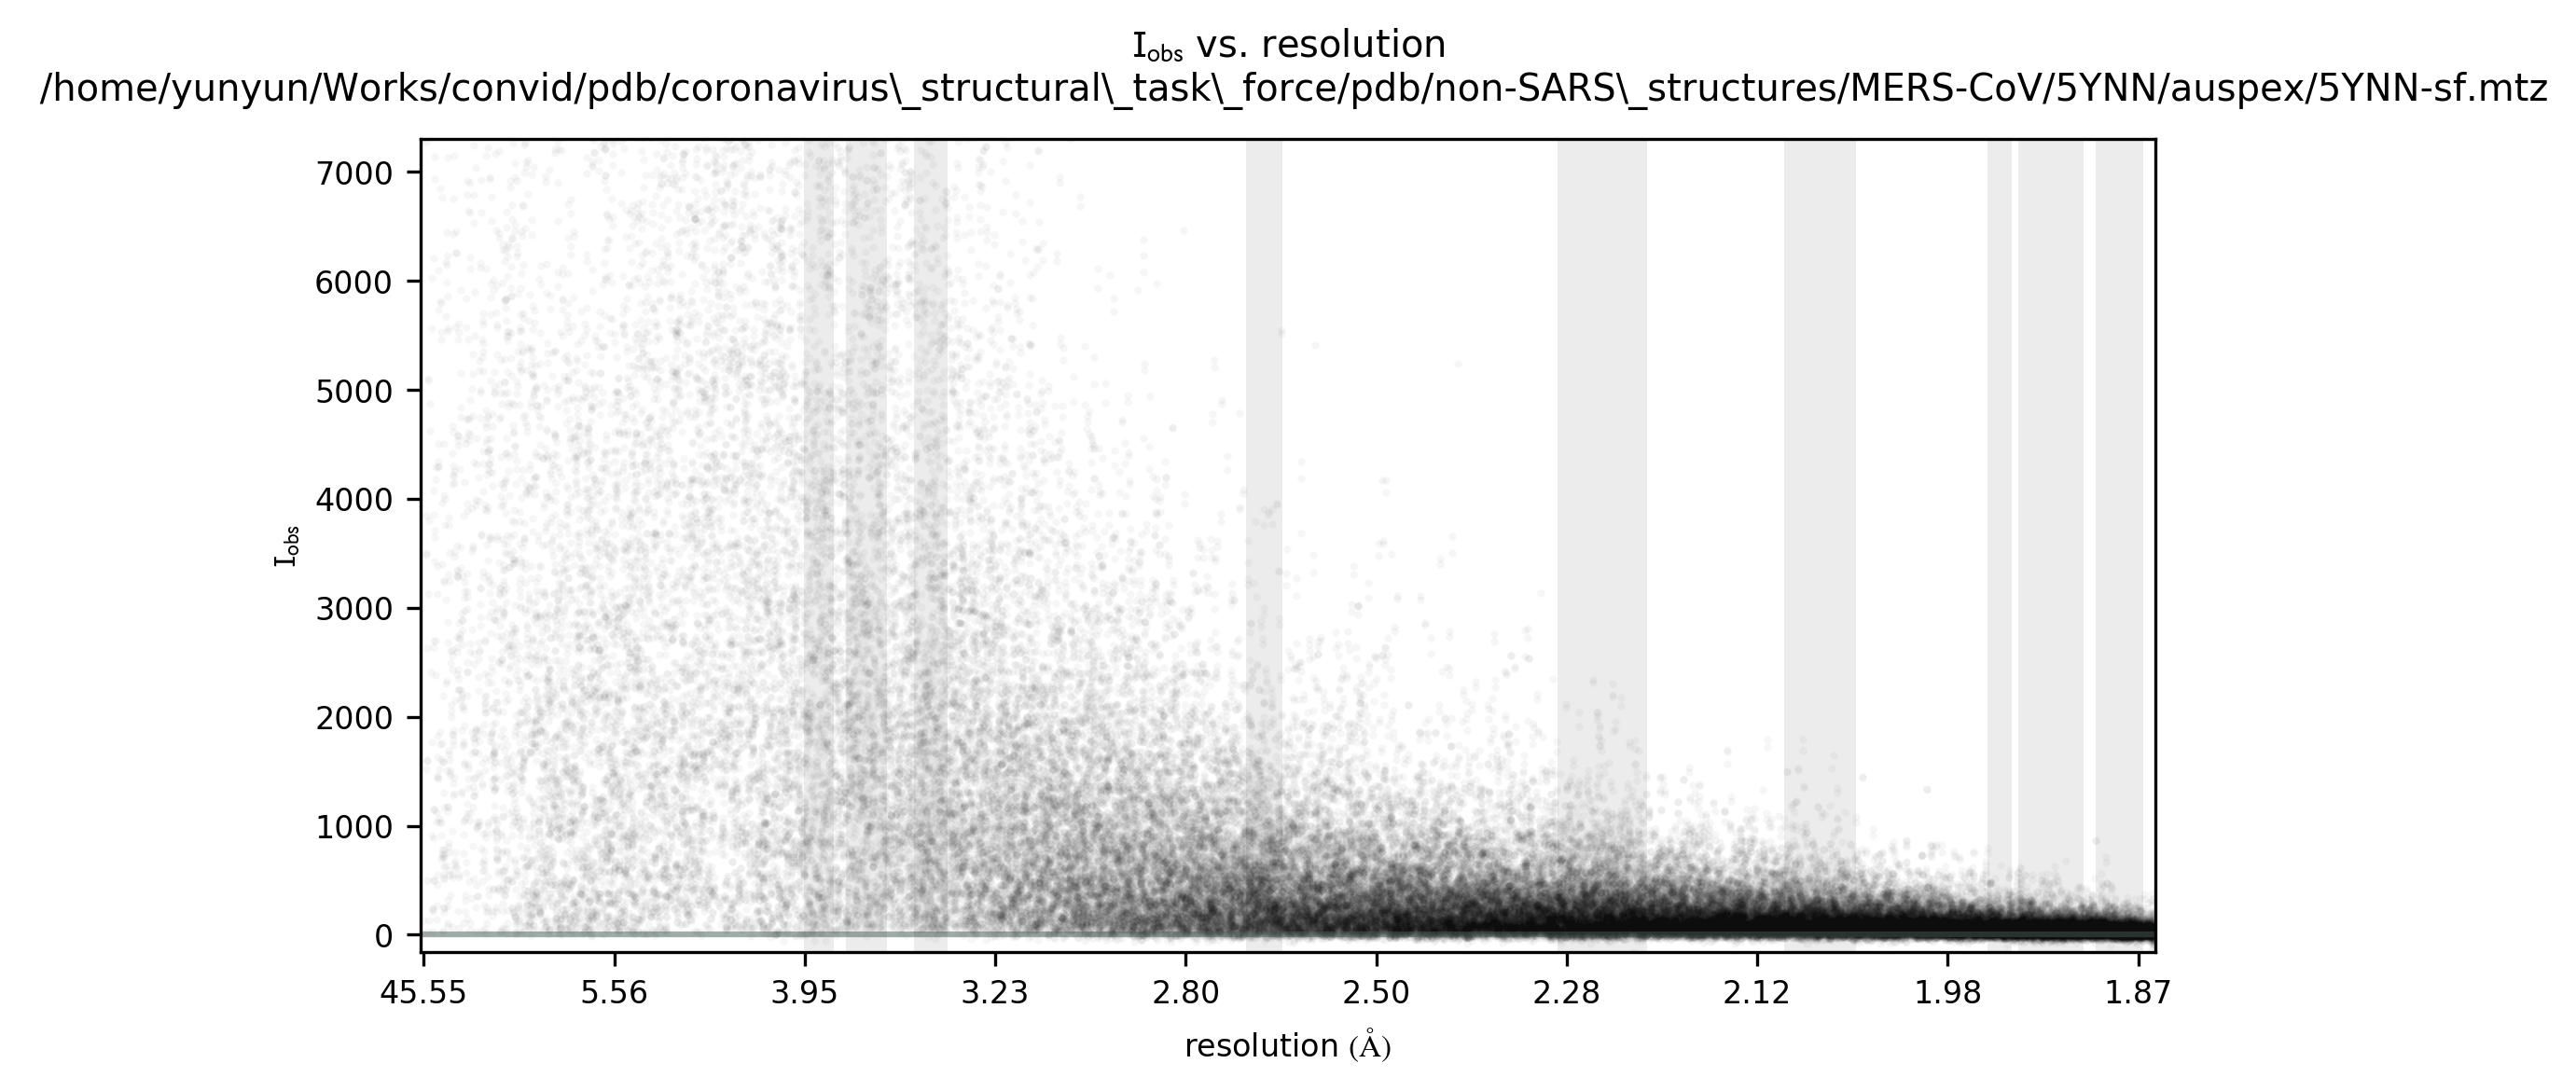 I_obs vs. resolution
/home/yunyun/Works/convid/pdb/coronavirus\_structural\_task\_force/pdb/non-SARS\_structures/MERS-CoV/5YNN/auspex/5YNN-sf.mtz
7000
6000
5000
4000
3000
2000
1000
0
I_obs
45.55 5.56 3.95 3.23 2.80 2.50 2.28 2.12 1.98 1.87
resolution (Å)